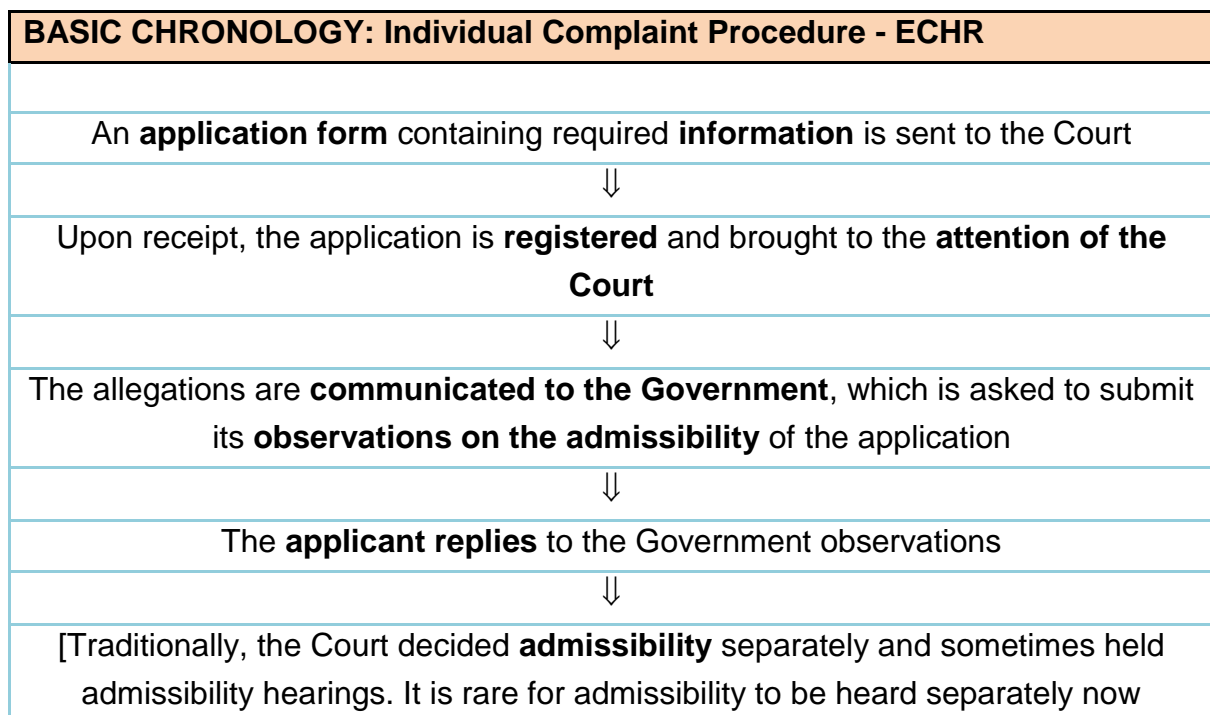 BASIC CHRONOLOGY: Individual Complaint Procedure - ECHR
An application form containing required information is sent to the Court
⇓
Upon receipt, the application is registered and brought to the attention of the
Court
⇓
The allegations are communicated to the Government, which is asked to submit
its observations on the admissibility of the application
⇓
The applicant replies to the Government observations
⇓
[Traditionally, the Court decided admissibility separately and sometimes held
admissibility hearings. It is rare for admissibility to be heard separately now